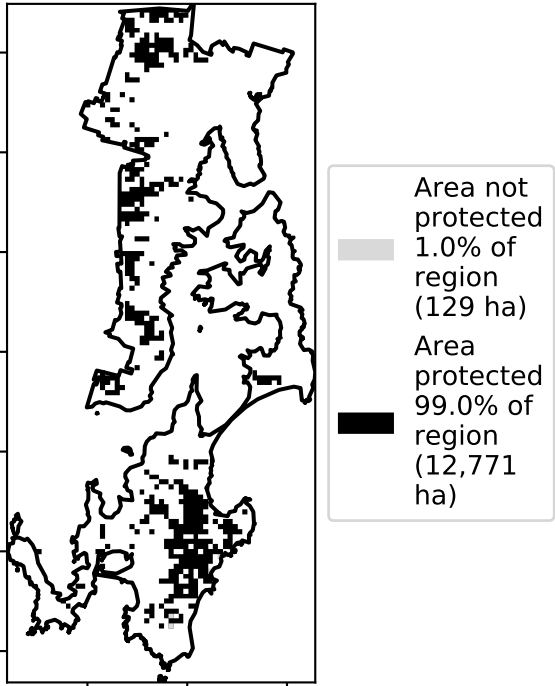 Area not
protected
1.0% of
region
(129 ha)
Area
protected
99.0% of
region
(12,771
ha)